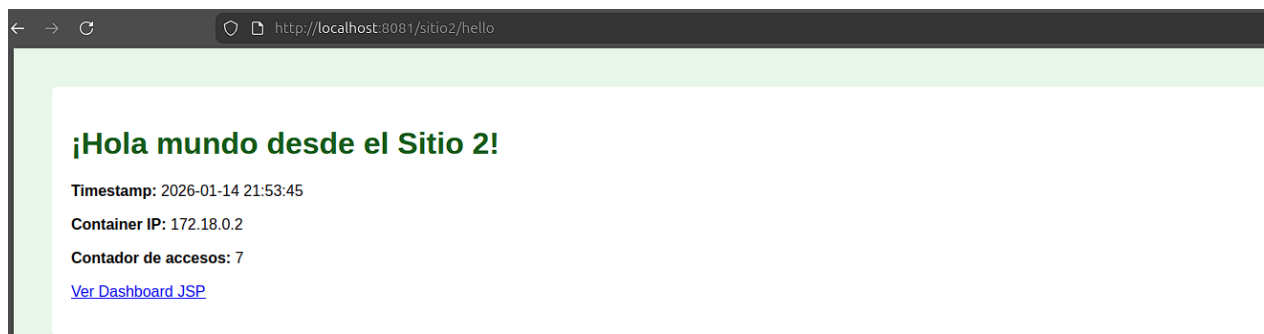 http://localhost:8081/sitio2/hello
¡Hola mundo desde el Sitio 2!
Timestamp: 2026-01-14 21:53:45
Container IP: 172.18.0.2
Contador de accesos: 7
Ver Dashboard JSP